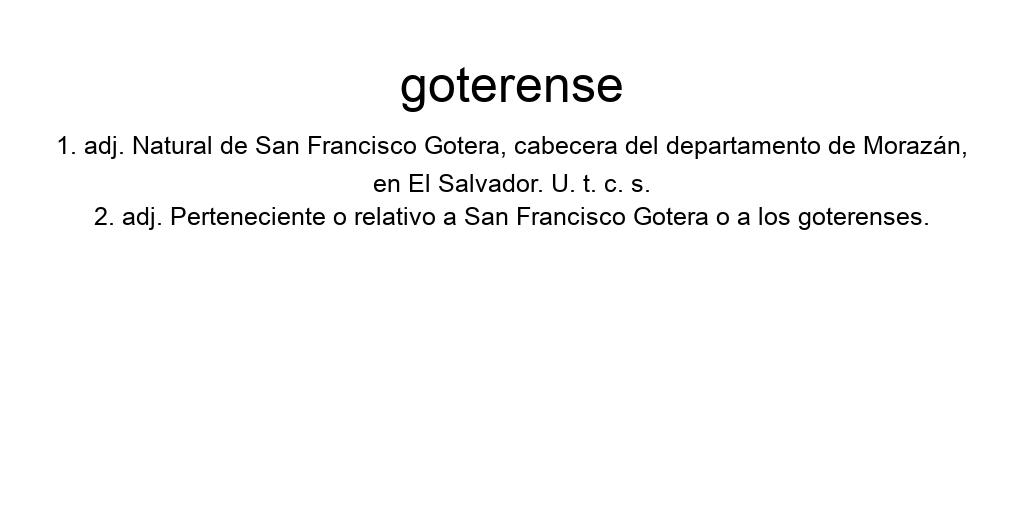 goterense
1. adj. Natural de San Francisco Gotera, cabecera del departamento de Morazán,
en El Salvador. U. t. c. s.
2. adj. Perteneciente o relativo a San Francisco Gotera o a los goterenses.